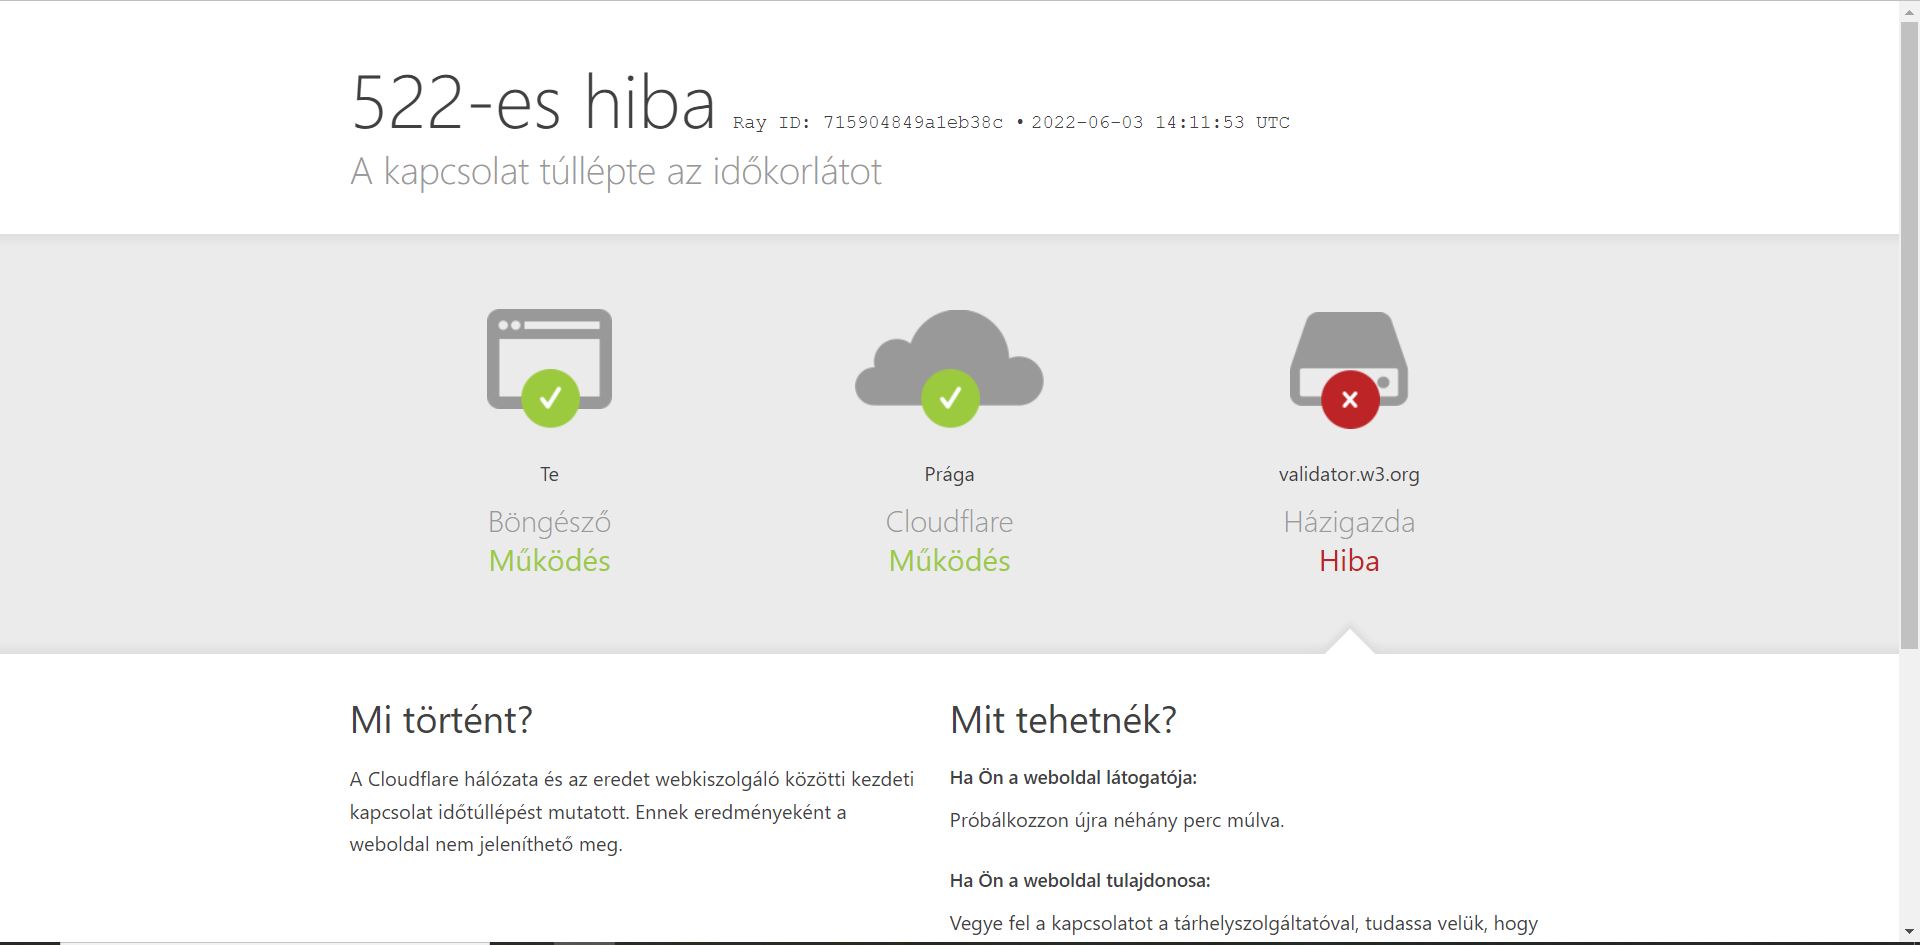 522-es hiba Ray ID: 715904849a1eb38c • 2022-06-03 14:11:53 UTC
A kapcsolat túllépte az időkorlátot
Te
Böngésző
Működés
Prága
Cloudflare
Működés
validator.w3.org
Házigazda
Hiba
Mi történt?
A Cloudflare hálózata és az eredet webkiszolgáló közötti kezdeti
kapcsolat időtúllépést mutatott. Ennek eredményeként a
weboldal nem jeleníthető meg.
Mit tehetnék?
Ha Ön a weboldal látogatója:
Próbálkozzon újra néhány perc múlva.
Ha Ön a weboldal tulajdonosa:
Vegye fel a kapcsolatot a tárhelyszolgáltatóval, tudassa velük, hogy